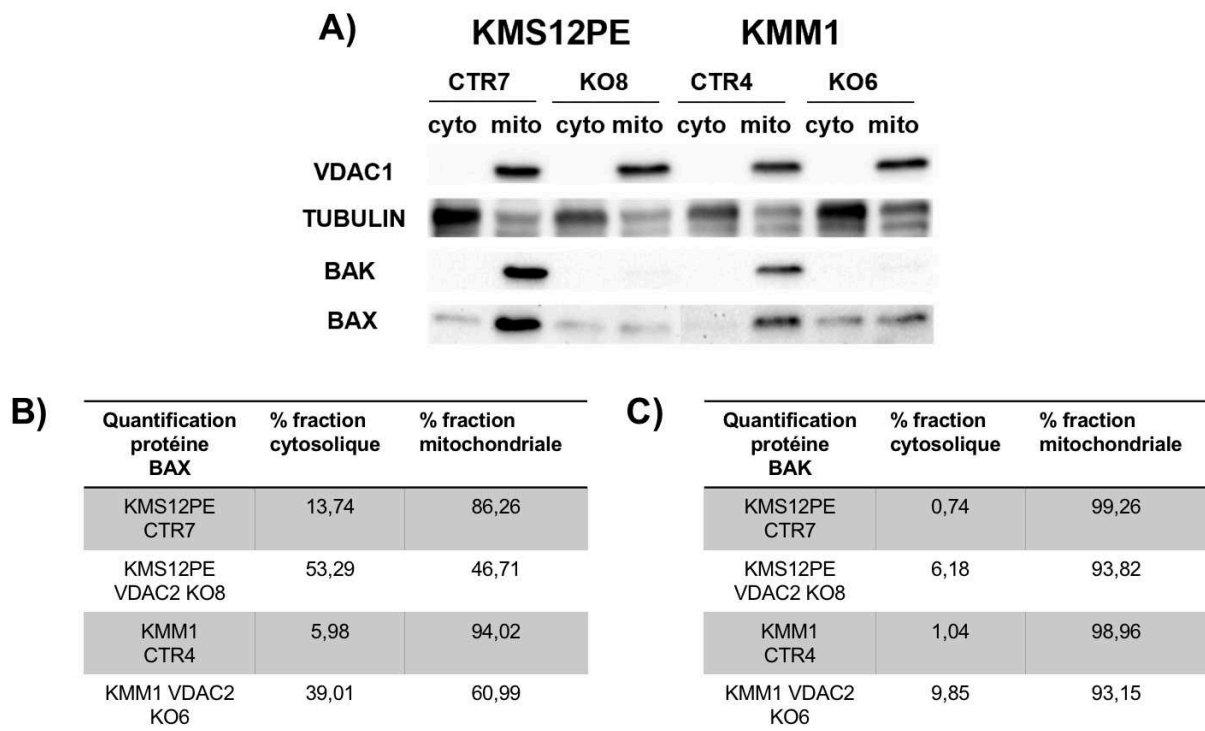 A)
KMS12PE KMM1
CTR7 KO8 CTR4 KO6
cyto mito cyto mito cyto mito cyto mito
VDAC1
TUBULIN
BAK
BAX
B)
Quantification % fraction % fraction
protéine cytosolique mitochondriale
BAX
KMS12PE 13,74 86,26
CTR7
KMS12PE 53,29 46,71
VDAC2 KO8
KMM1 5,98 94,02
CTR4
KMM1 VDAC2 39,01 60,99
KO6
C)
Quantification % fraction % fraction
protéine cytosolique mitochondriale
BAK
KMS12PE 0,74 99,26
CTR7
KMS12PE 6,18 93,82
VDAC2 KO8
KMM1 1,04 98,96
CTR4
KMM1 VDAC2 9,85 93,15
KO6